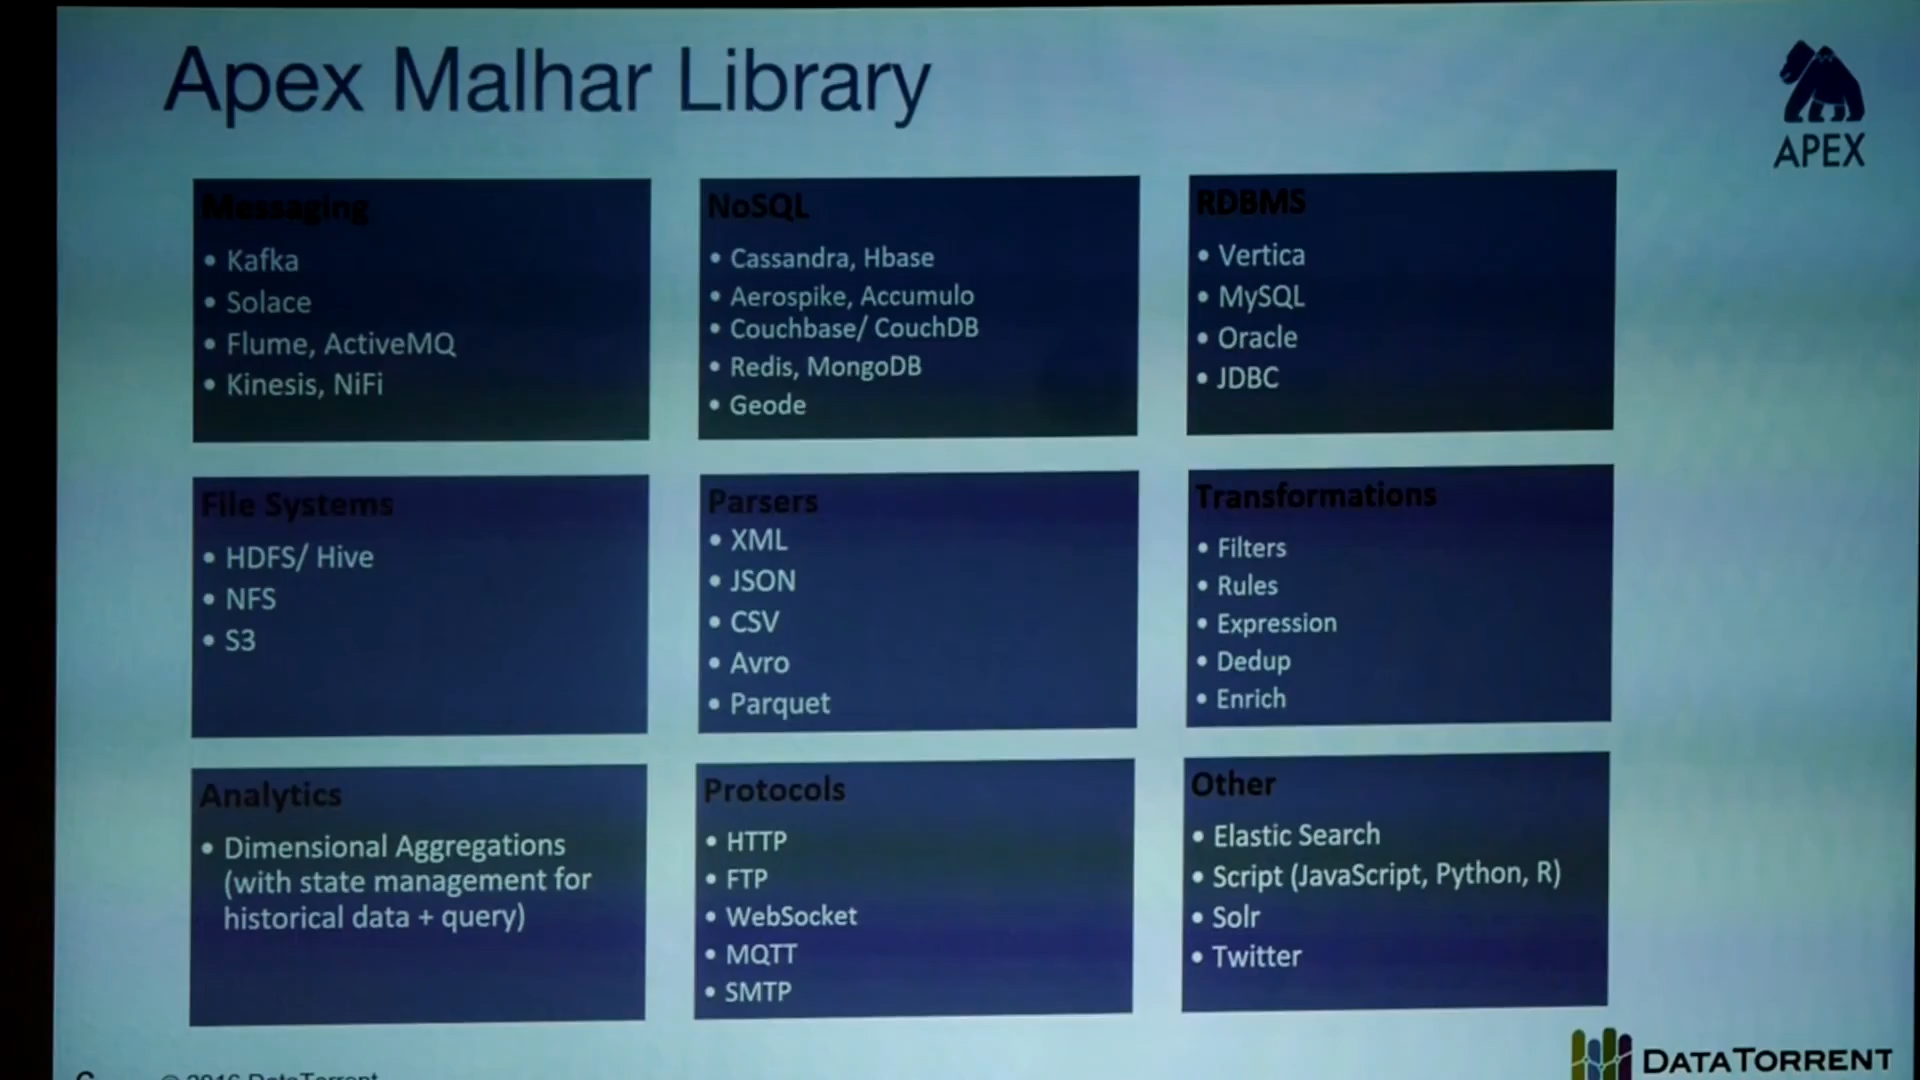 Apex Malhar Library
APEX
Messaging
• Kafka
• Solace
• Flume, ActiveMQ
• Kinesis, NiFi
NoSQL
• Cassandra, Hbase
• Aerospike, Accumulo
• Couchbase/ CouchDB
• Redis, MongoDB
• Geode
RDBMS
• Vertica
• MySQL
• Oracle
• JDBC
File Systems
• HDFS/ Hive
• NFS
• S3
Parsers
• XML
• JSON
• CSV
• Avro
• Parquet
Transformations
• Filters
• Rules
• Expression
• Dedup
• Enrich
Analytics
• Dimensional Aggregations
(with state management for
historical data + query)
Protocols
• HTTP
• FTP
• WebSocket
• MQTT
• SMTP
Other
• Elastic Search
• Script (JavaScript, Python, R)
• Solr
• Twitter
© 2016 DataTorrent
DATATORRENT